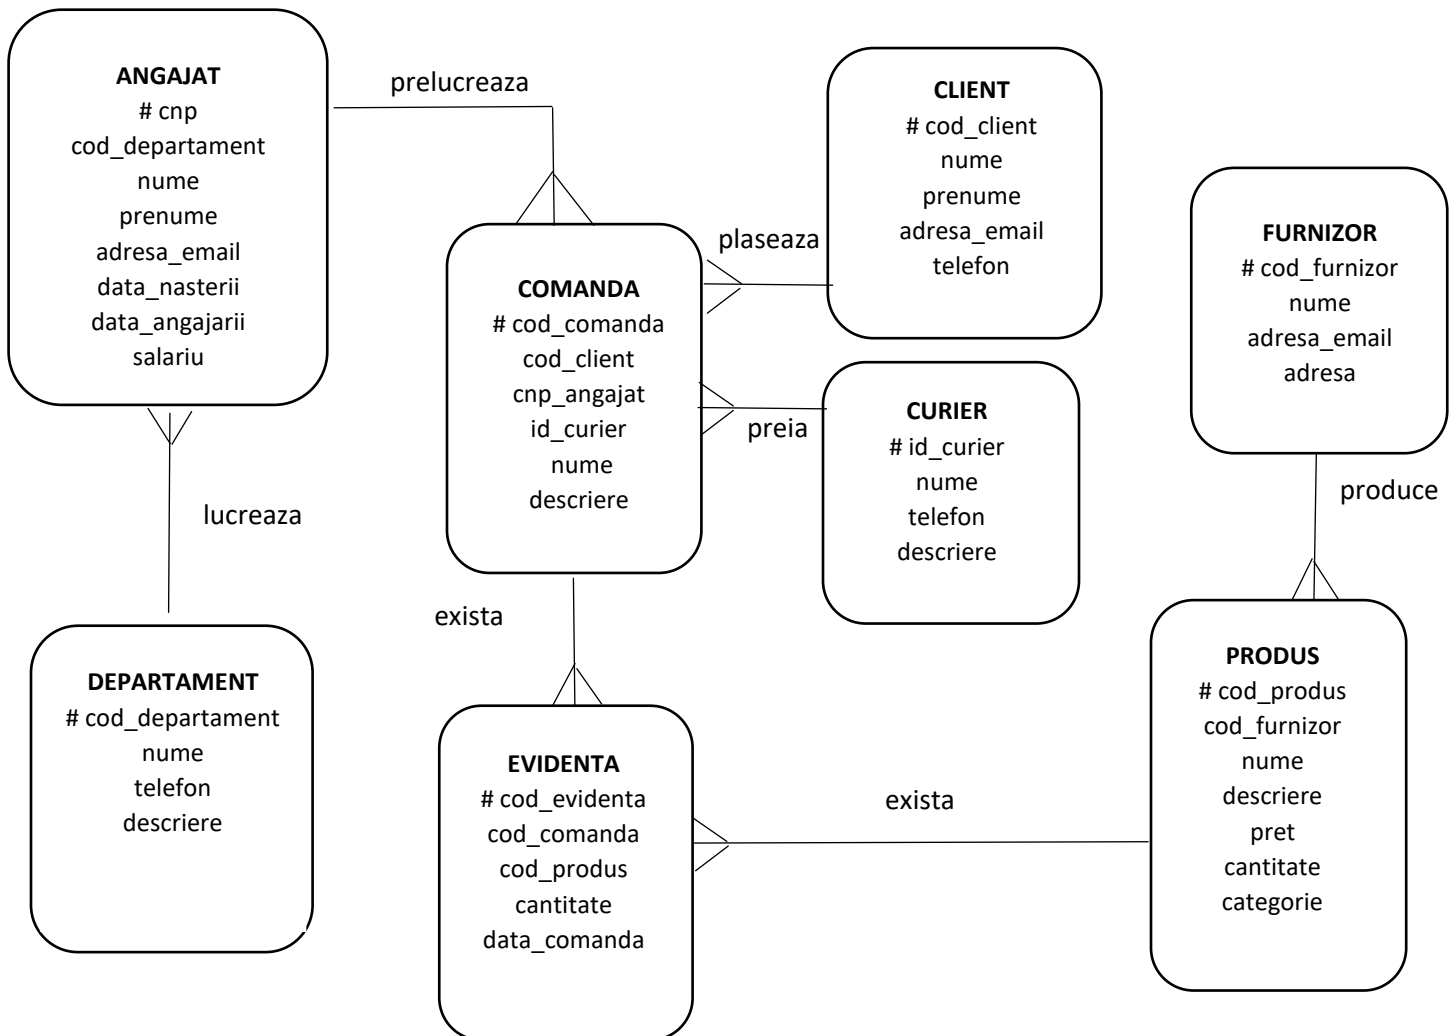 ANGAJAT
# cnp
cod_departament
nume
prenume
adresa_email
data_nasterii
data_angajarii
salariu
prelucreaza
CLIENT
# cod_client
nume
prenume
adresa_email
telefon
plaseaza
COMANDA
# cod_comanda
cod_client
cnp_angajat
id_curier
nume
descriere
FURNIZOR
# cod_furnizor
nume
adresa_email
adresa
preia
CURIER
# id_curier
nume
telefon
descriere
produce
lucreaza
exista
DEPARTAMENT
# cod_departament
nume
telefon
descriere
EVIDENTA
# cod_evidenta
cod_comanda
cod_produs
cantitate
data_comanda
exista
PRODUS
# cod_produs
cod_furnizor
nume
descriere
pret
cantitate
categorie